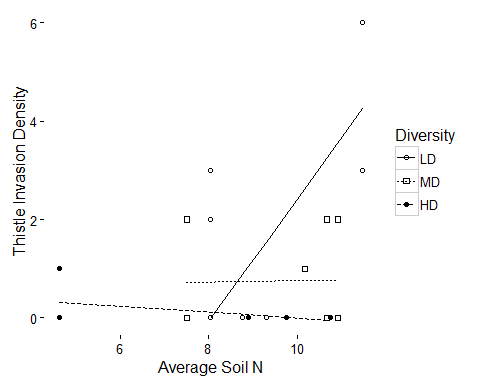 6
4
2
0
Thistle Invasion Density
6
8
10
Average Soil N
Diversity
LD
MD
HD